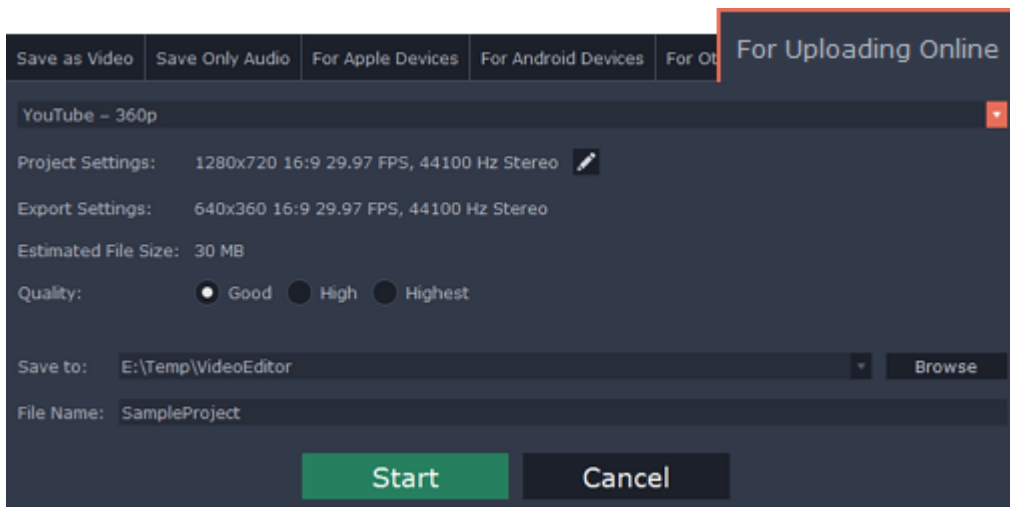 Save as Video Save Only Audio For Apple Devices For Android Devices For Ot For Uploading Online
YouTube – 360p
Project Settings: 1280x720 16:9 29.97 FPS, 44100 Hz Stereo
Export Settings: 640x360 16:9 29.97 FPS, 44100 Hz Stereo
Estimated File Size: 30 MB
Quality: Good High Highest
Save to: E:\Temp\VideoEditor Browse
File Name: SampleProject
Start Cancel